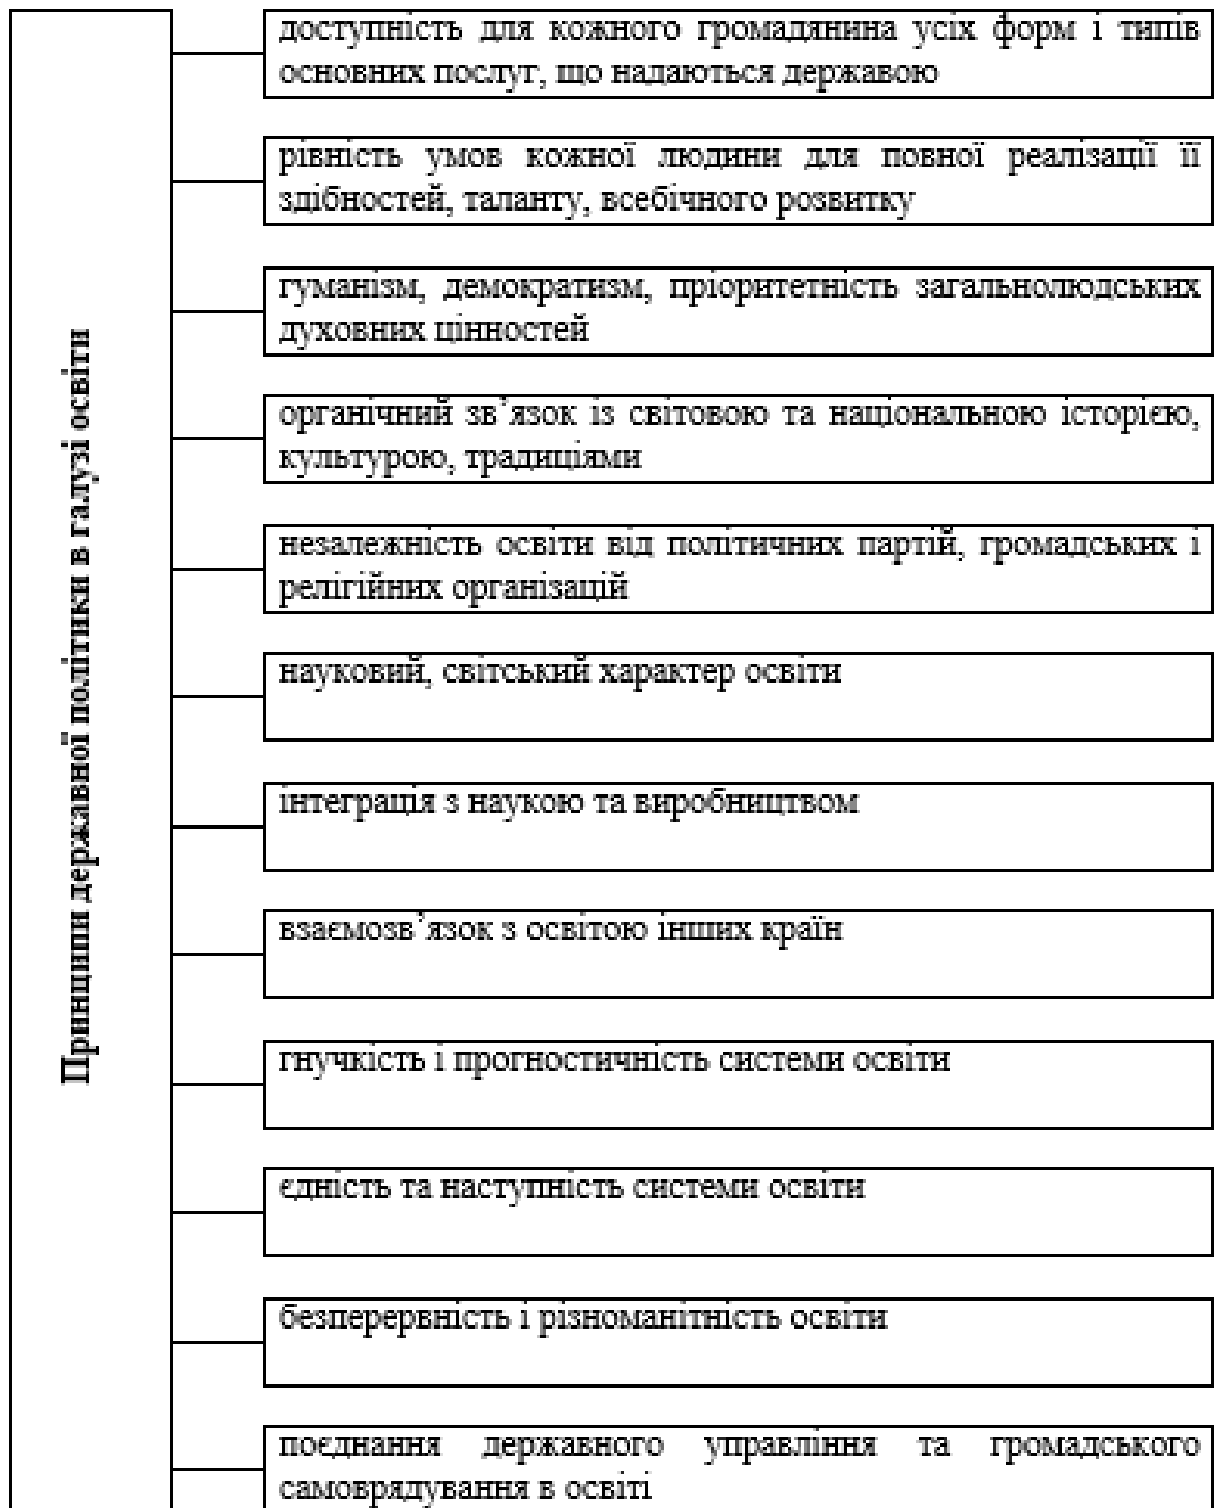 Принципи державної політики в галузі освіти
доступність для кожного громадянина усіх форм і типів
основних послуг, що надаються державою
рівність умов кожної людини для повної реалізації її
здібностей, таланту, всебічного розвитку
гуманізм, демократизм, пріоритетність загальнолюдських
духовних цінностей
органічний зв’язок із світовою та національною історією,
культурою, традиціями
незалежність освіти від політичних партій, громадських і
релігійних організацій
науковий, світський характер освіти
інтеграція з наукою та виробництвом
взаємозв’язок з освітою інших країн
гнучкість і прогностичність системи освіти
єдність та наступність системи освіти
безперервність і різноманітність освіти
поєднання державного управління та громадського
самоврядування в освіті